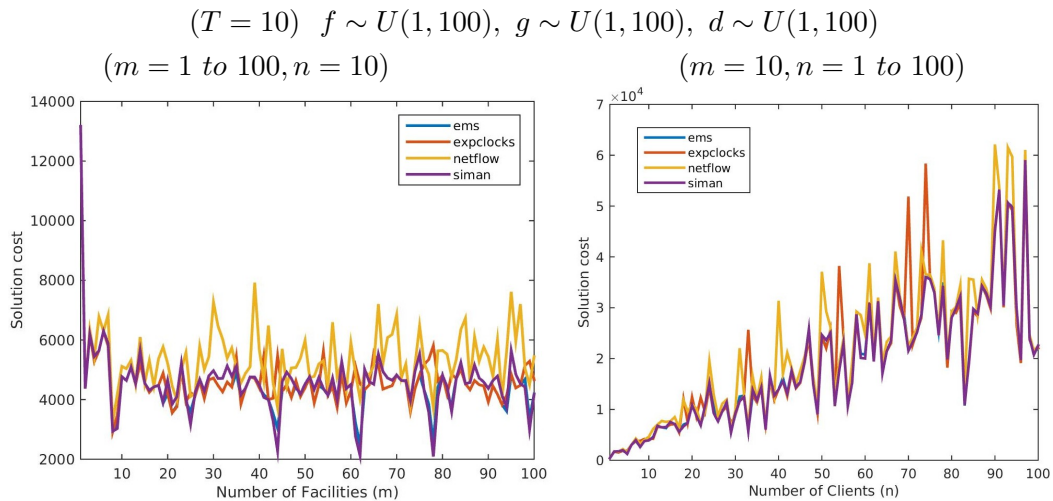 (T = 10) f ∼ U(1, 100), g ∼ U(1, 100), d ∼ U(1, 100)
(m = 1 to 100, n = 10)
(m = 10, n = 1 to 100)
14000
12000
10000
8000
6000
4000
2000
Solution cost
ems
expclocks
netflow
siman
10 20 30 40 50 60 70 80 90 100
Number of Facilities (m)
×10⁴
7
6
5
4
3
2
1
0
Solution cost
ems
expclocks
netflow
siman
10 20 30 40 50 60 70 80 90 100
Number of Clients (n)